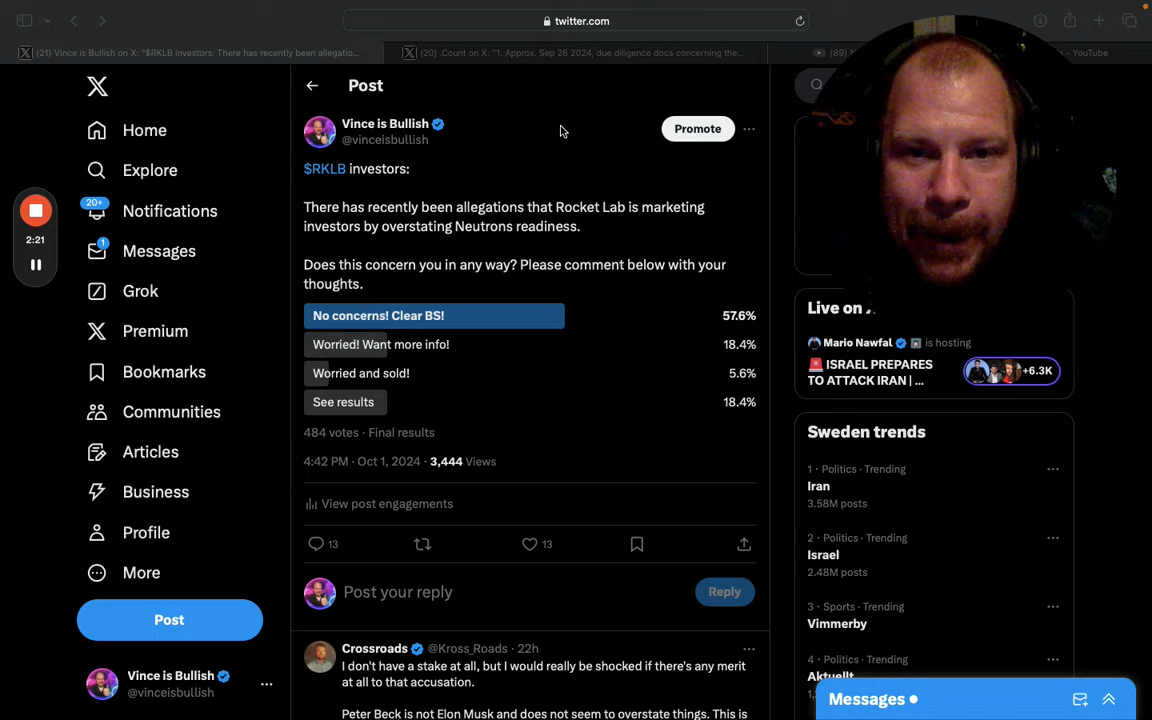 twitter.com
(21) Vince is Bullish on X: "$RKLB investors: There has recently been allegatio...
(20) .Count on X: "1. Approx. Sep 26 2024, due diligence docs concerning the...
- YouTube
Post
Vince is Bullish
@vinceisbullish
Promote
$RKLB investors:
There has recently been allegations that Rocket Lab is marketing
investors by overstating Neutrons readiness.
Does this concern you in any way? Please comment below with your
thoughts.
No concerns! Clear BS! 57.6%
Worried! Want more info! 18.4%
Worried and sold! 5.6%
See results 18.4%
484 votes · Final results
4:42 PM · Oct 1, 2024 · 3,444 Views
View post engagements
13
13
Post your reply
Reply
Crossroads @Kross_Roads · 22h
I don't have a stake at all, but I would really be shocked if there's any merit
at all to that accusation.
Peter Beck is not Elon Musk and does not seem to overstate things. This is
Home
Explore
20+
Notifications
1
Messages
Grok
Premium
Bookmarks
Communities
Articles
Business
Profile
More
Post
Vince is Bullish
@vinceisbullish
2:21
Live on
Mario Nawfal is hosting
🚨 ISRAEL PREPARES
TO ATTACK IRAN | ...
+6.3K
Sweden trends
1 · Politics · Trending
Iran
3.58M posts
2 · Politics · Trending
Israel
2.48M posts
3 · Sports · Trending
Vimmerby
4 · Politics · Trending
Aktuellt
Messages